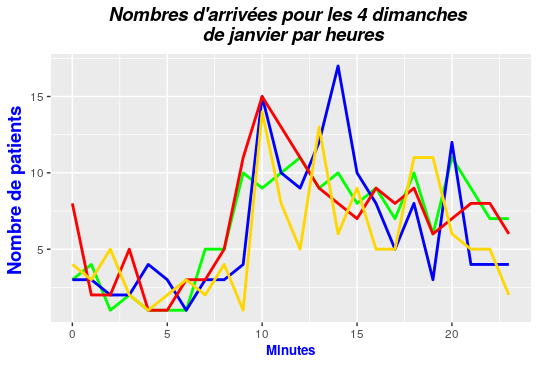 Nombres d'arrivées pour les 4 dimanches
de janvier par heures
Nombre de patients
15
10
5
0 5 10 15 20
Minutes